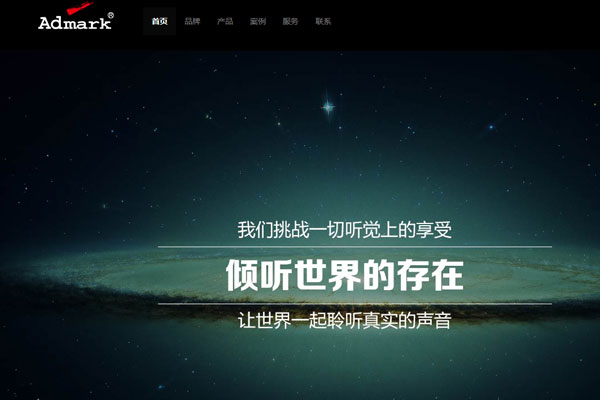 Admark®
首页 品牌 产品 案例 服务 联系
我们挑战一切听觉上的享受
倾听世界的存在
让世界一起聆听真实的声音